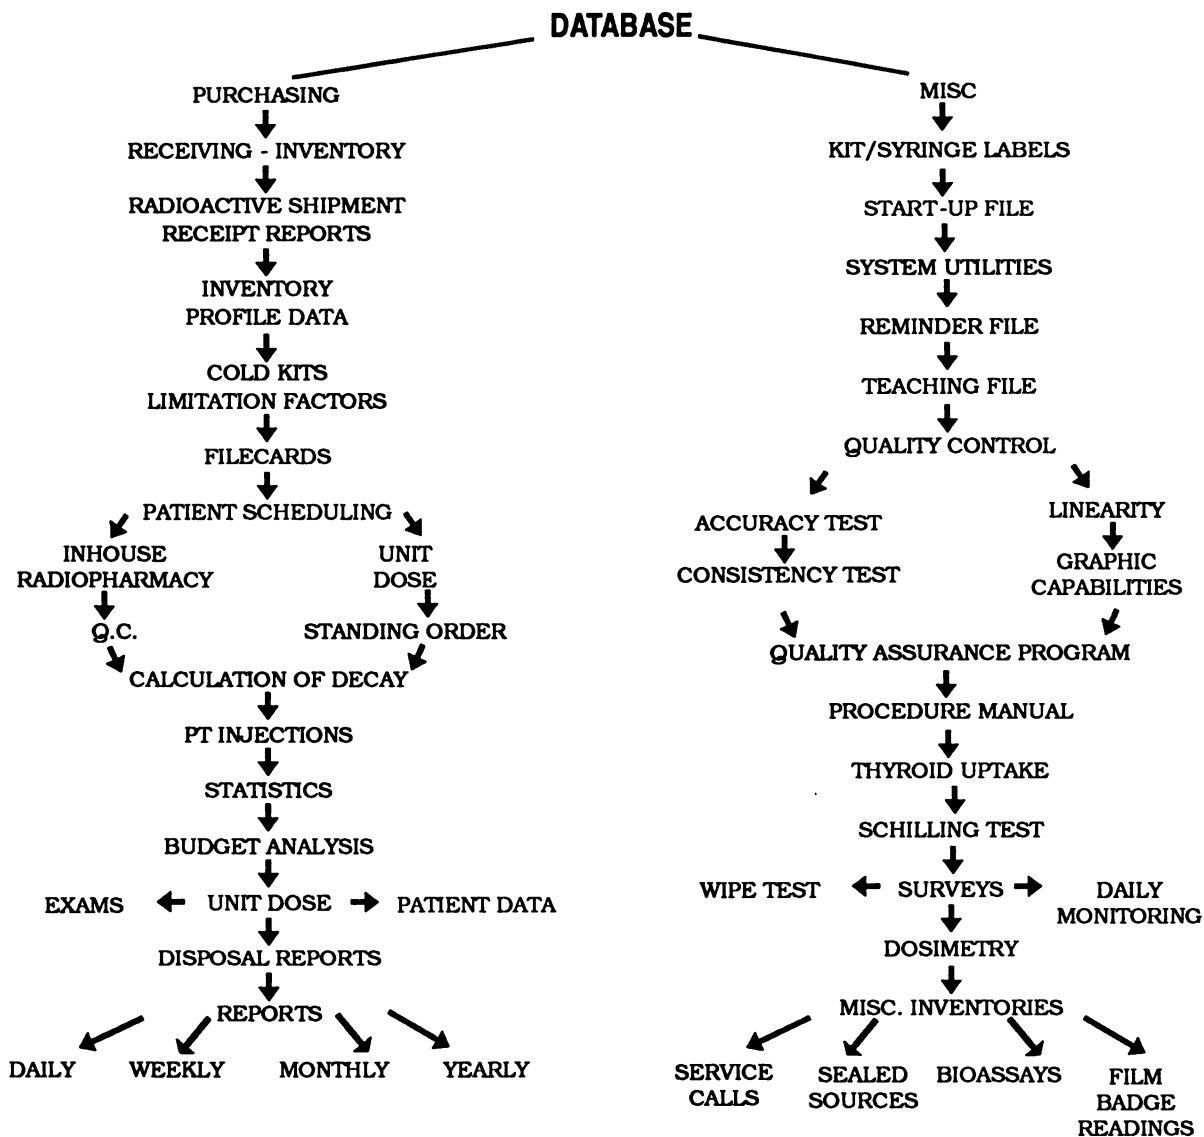 DATABASE
PURCHASING
RECEIVING - INVENTORY
RADIOACTIVE SHIPMENT
RECEIPT REPORTS
INVENTORY
PROFILE DATA
COLD KITS
LIMITATION FACTORS
FILECARDS
PATIENT SCHEDULING
INHOUSE
RADIOPHARMACY
UNIT
DOSE
Q.C.
STANDING ORDER
CALCULATION OF DECAY
PT INJECTIONS
STATISTICS
BUDGET ANALYSIS
EXAMS
UNIT DOSE
PATIENT DATA
DISPOSAL REPORTS
REPORTS
DAILY
WEEKLY
MONTHLY
YEARLY
MISC
KIT/SYRINGE LABELS
START-UP FILE
SYSTEM UTILITIES
REMINDER FILE
TEACHING FILE
QUALITY CONTROL
ACCURACY TEST
CONSISTENCY TEST
LINEARITY
GRAPHIC
CAPABILITIES
QUALITY ASSURANCE PROGRAM
PROCEDURE MANUAL
THYROID UPTAKE
SCHILLING TEST
WIPE TEST
SURVEYS
DAILY
MONITORING
DOSIMETRY
MISC. INVENTORIES
SERVICE
CALLS
SEALED
SOURCES
BIOASSAYS
FILM
BADGE
READINGS